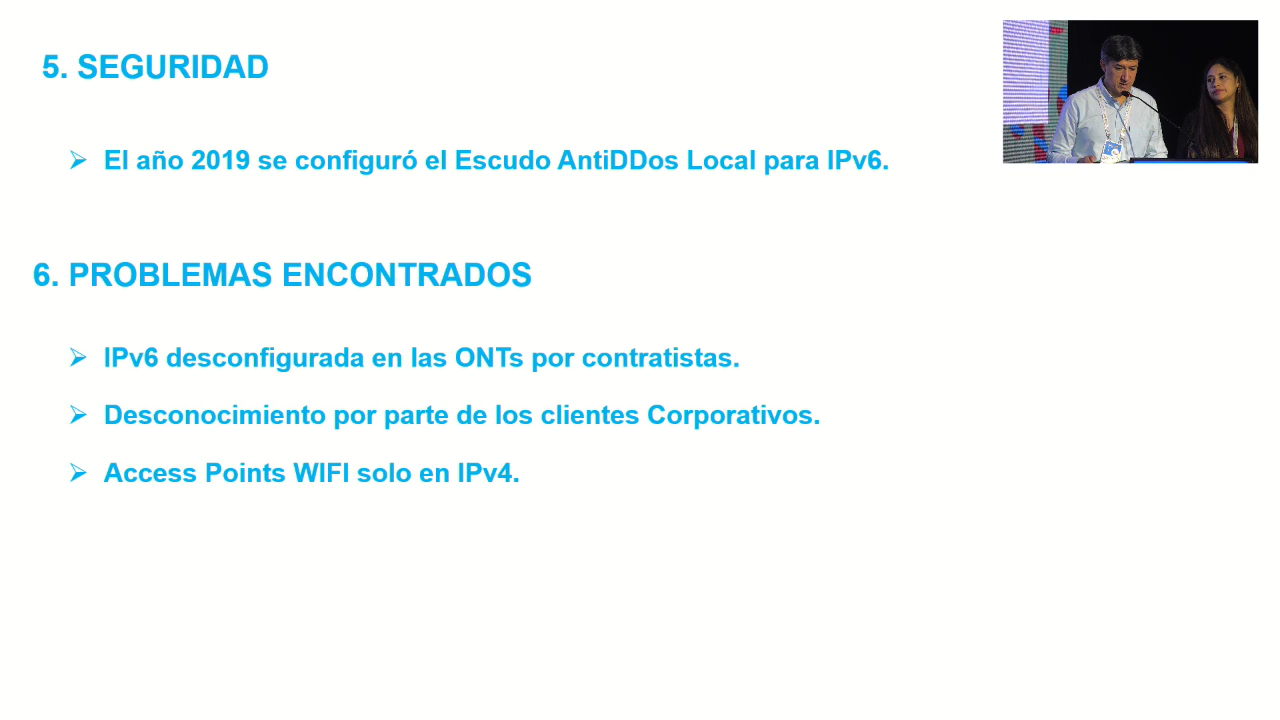 5. SEGURIDAD
➢ El año 2019 se configuró el Escudo AntiDDos Local para IPv6.
6. PROBLEMAS ENCONTRADOS
➢ IPv6 desconfigurada en las ONTs por contratistas.
➢ Desconocimiento por parte de los clientes Corporativos.
➢ Access Points WIFI solo en IPv4.